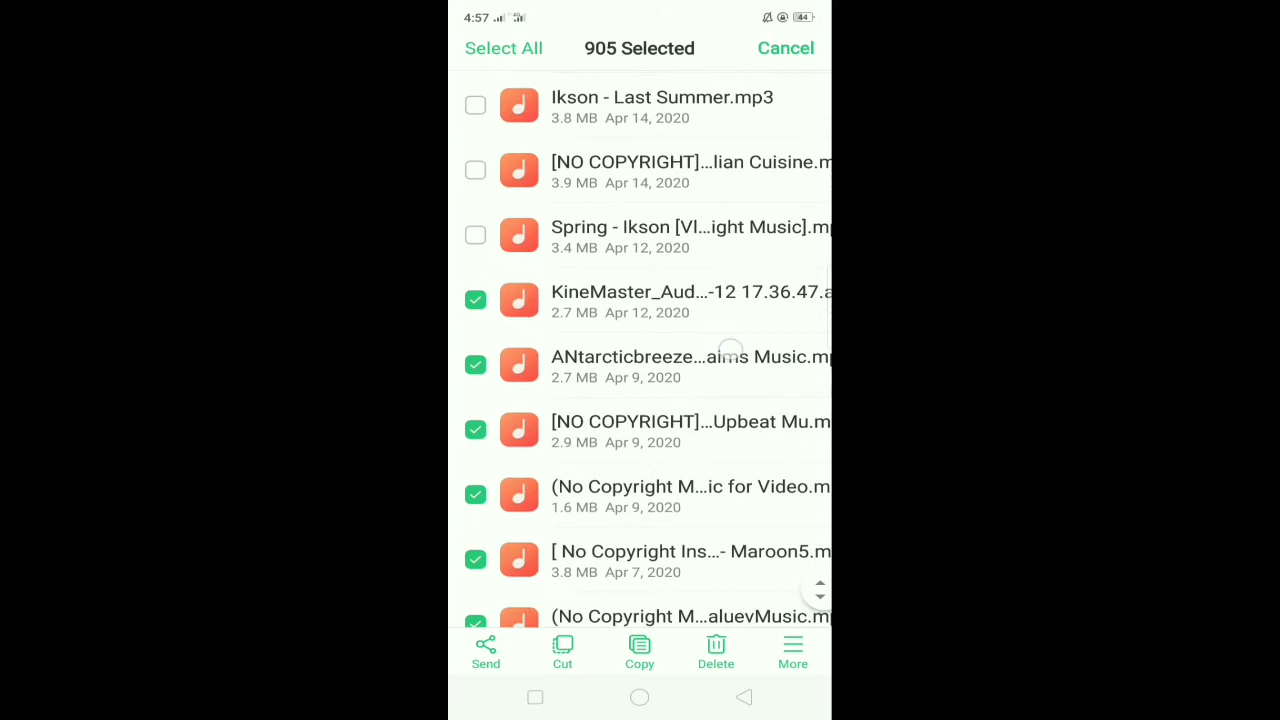 4:57 4G 44
Select All 905 Selected Cancel
Ikson - Last Summer.mp3
3.8 MB Apr 14, 2020
[NO COPYRIGHT]...lian Cuisine.m
3.9 MB Apr 14, 2020
Spring - Ikson [Vl...ight Music].mp
3.4 MB Apr 12, 2020
KineMaster_Aud...-12 17.36.47.a
2.7 MB Apr 12, 2020
ANtarcticbreeze...aims Music.mp
2.7 MB Apr 9, 2020
[NO COPYRIGHT]...Upbeat Mu.m
2.9 MB Apr 9, 2020
(No Copyright M...ic for Video.m
1.6 MB Apr 9, 2020
[ No Copyright Ins...- Maroon5.m
3.8 MB Apr 7, 2020
(No Copyright M...aluevMusic.mp
Send Cut Copy Delete More